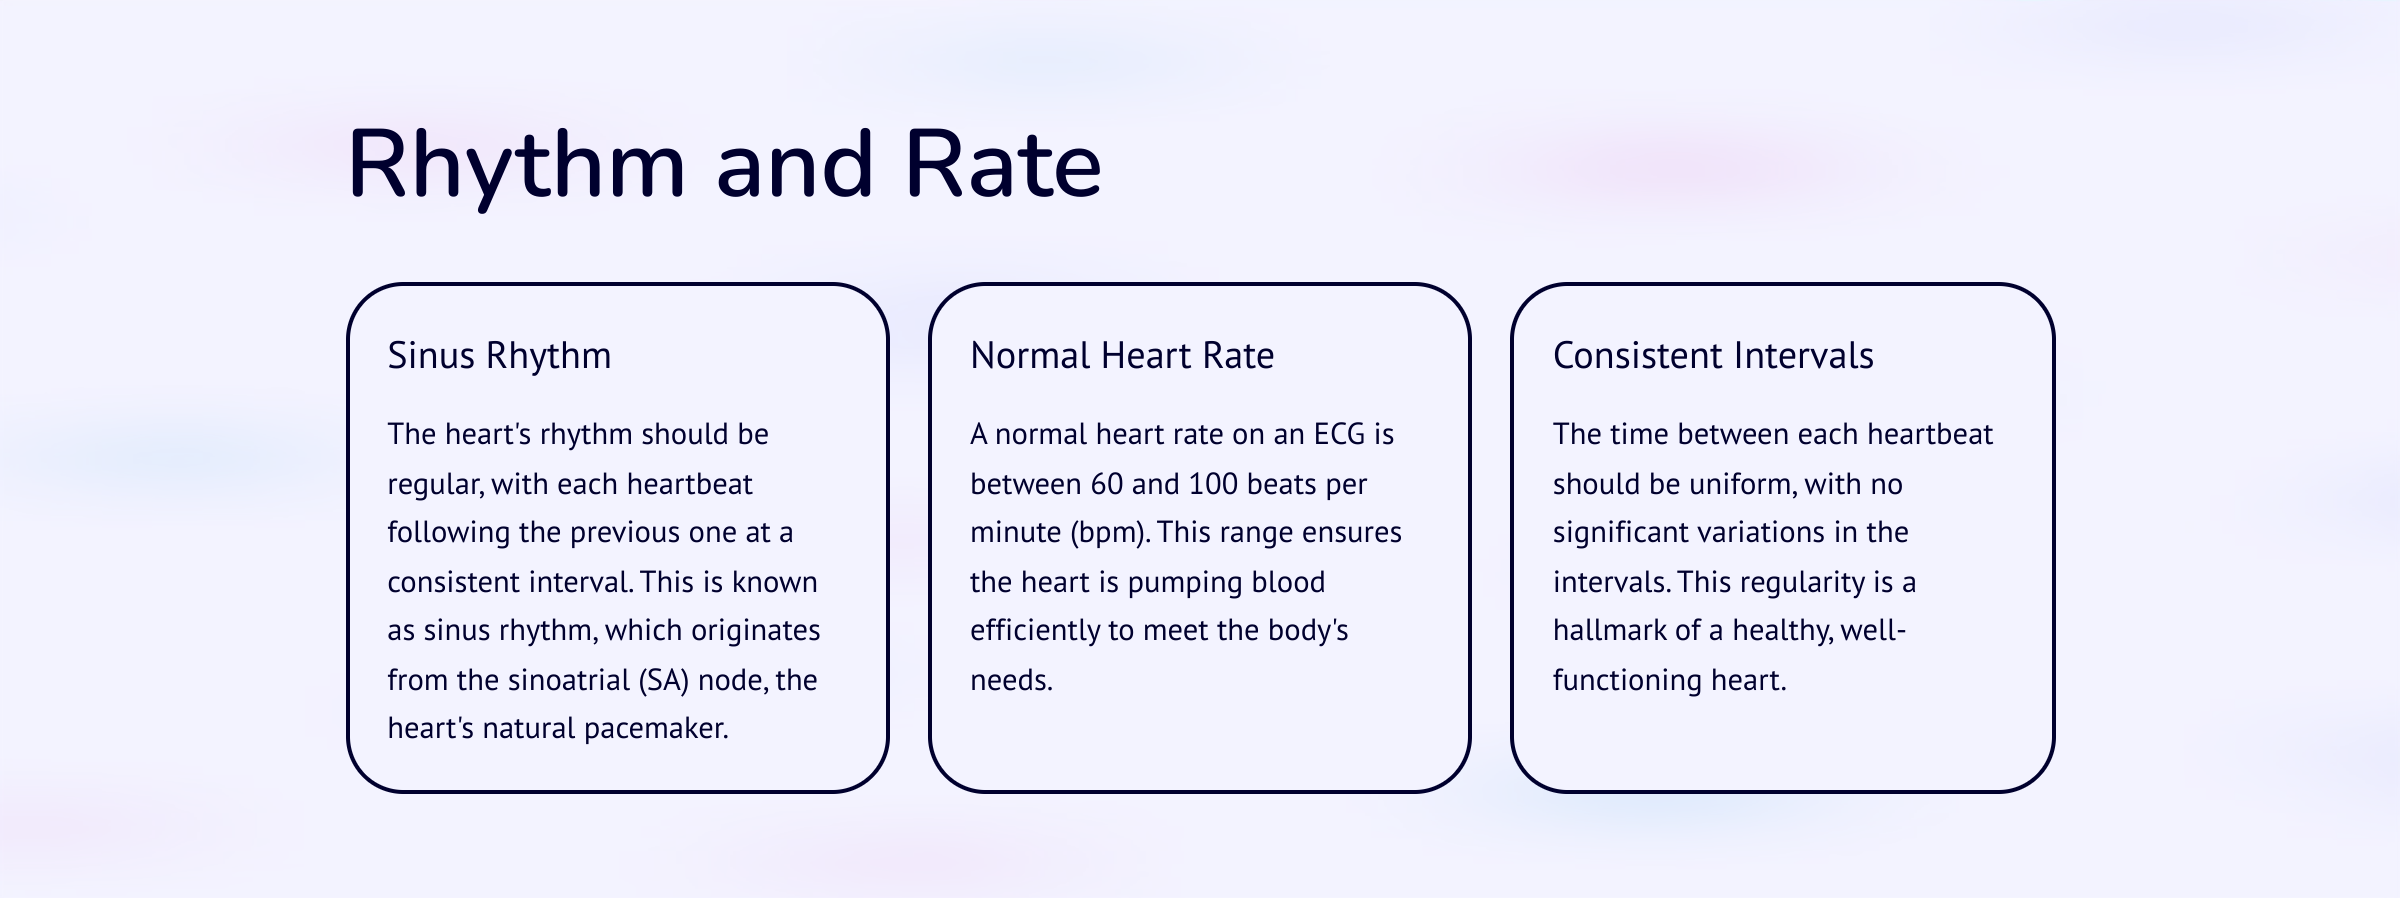 Rhythm and Rate
Sinus Rhythm
The heart's rhythm should be
regular, with each heartbeat
following the previous one at a
consistent interval. This is known
as sinus rhythm, which originates
from the sinoatrial (SA) node, the
heart's natural pacemaker.
Normal Heart Rate
A normal heart rate on an ECG is
between 60 and 100 beats per
minute (bpm). This range ensures
the heart is pumping blood
efficiently to meet the body's
needs.
Consistent Intervals
The time between each heartbeat
should be uniform, with no
significant variations in the
intervals. This regularity is a
hallmark of a healthy, well-
functioning heart.